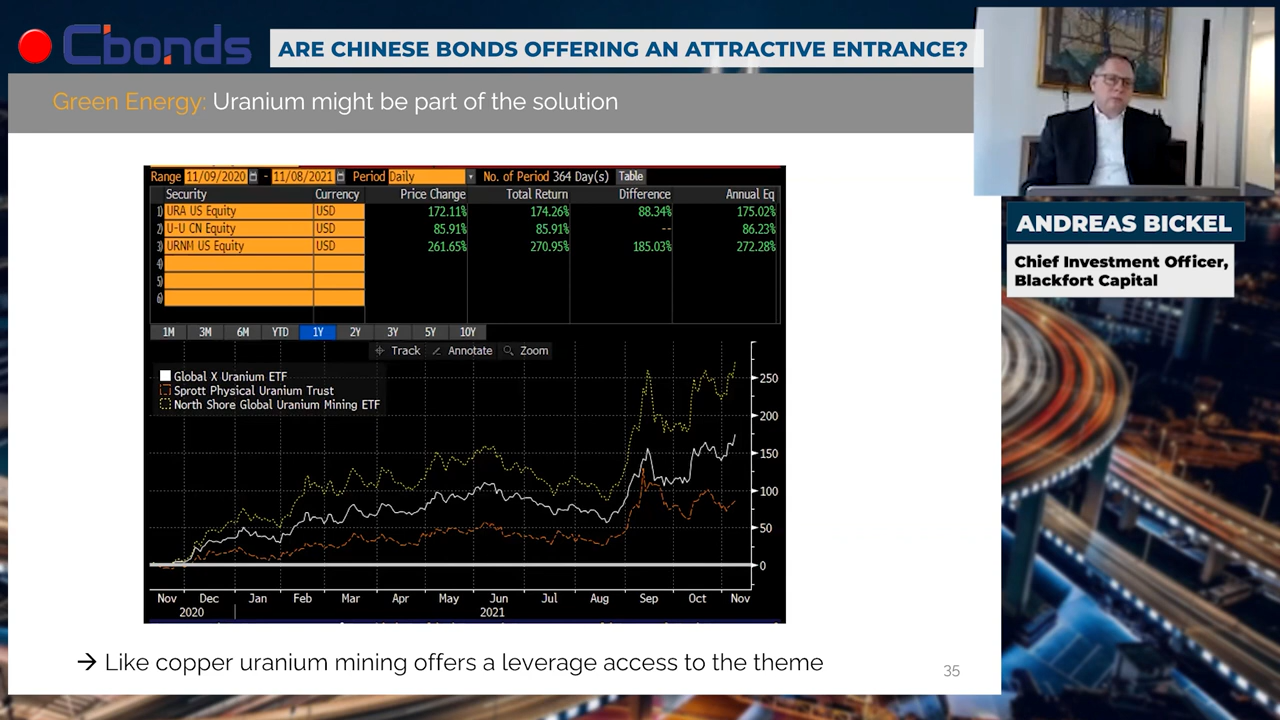 Cbonds
ARE CHINESE BONDS OFFERING AN ATTRACTIVE ENTRANCE?
Green Energy: Uranium might be part of the solution
Range 11/09/2020 - 11/08/2021 Period Daily No. of Period 364 Day(s) Table
Security Currency Price Change Total Return Difference Annual Eq
1) URA US Equity USD 172.11% 174.26% 88.34% 175.02%
2) U-U CN Equity USD 85.91% 85.91% -- 86.23%
3) URNM US Equity USD 261.65% 270.95% 185.03% 272.28%
4)
5)
6)
1M 3M 6M YTD 1Y 2Y 3Y 5Y 10Y
Track Annotate Zoom
Global X Uranium ETF
Sprott Physical Uranium Trust
North Shore Global Uranium Mining ETF
250
200
150
100
50
0
Nov Dec Jan Feb Mar Apr May Jun Jul Aug Sep Oct Nov
2020 2021
→ Like copper uranium mining offers a leverage access to the theme
35
ANDREAS BICKEL
Chief Investment Officer,
Blackfort Capital